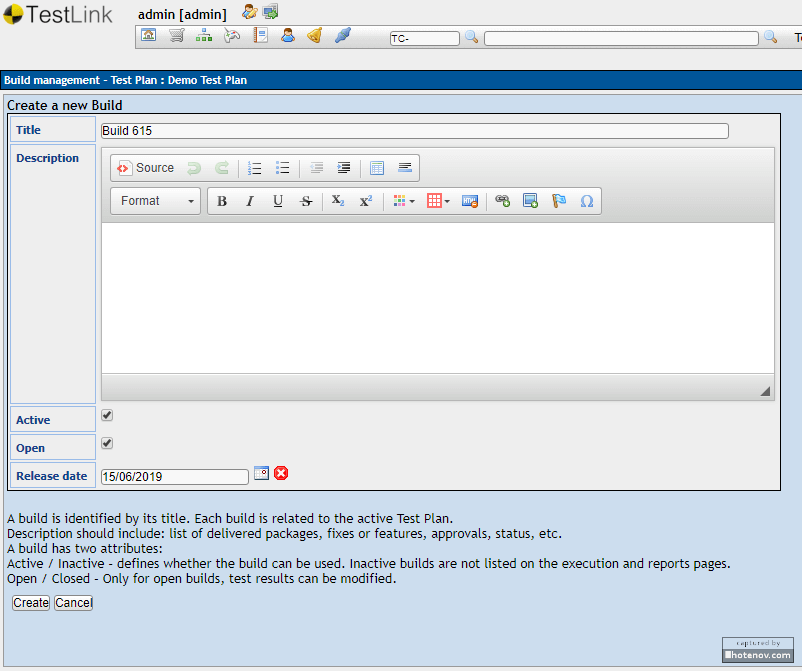 TestLink
admin [admin]
TC-
T
Build management - Test Plan : Demo Test Plan
Create a new Build
Title
Build 615
Description
Source
Format
B I U S X2 X2
HTML
Ω
Active
Open
Release date
15/06/2019
A build is identified by its title. Each build is related to the active Test Plan.
Description should include: list of delivered packages, fixes or features, approvals, status, etc.
A build has two attributes:
Active / Inactive - defines whether the build can be used. Inactive builds are not listed on the execution and reports pages.
Open / Closed - Only for open builds, test results can be modified.
Create Cancel
captured by
hotenov.com